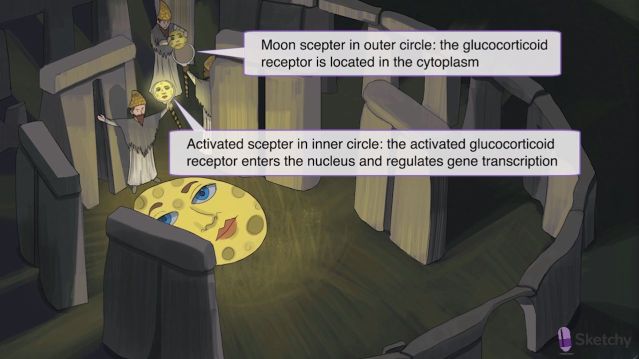 Moon scepter in outer circle: the glucocorticoid
receptor is located in the cytoplasm
Activated scepter in inner circle: the activated glucocorticoid
receptor enters the nucleus and regulates gene transcription
Sketchy